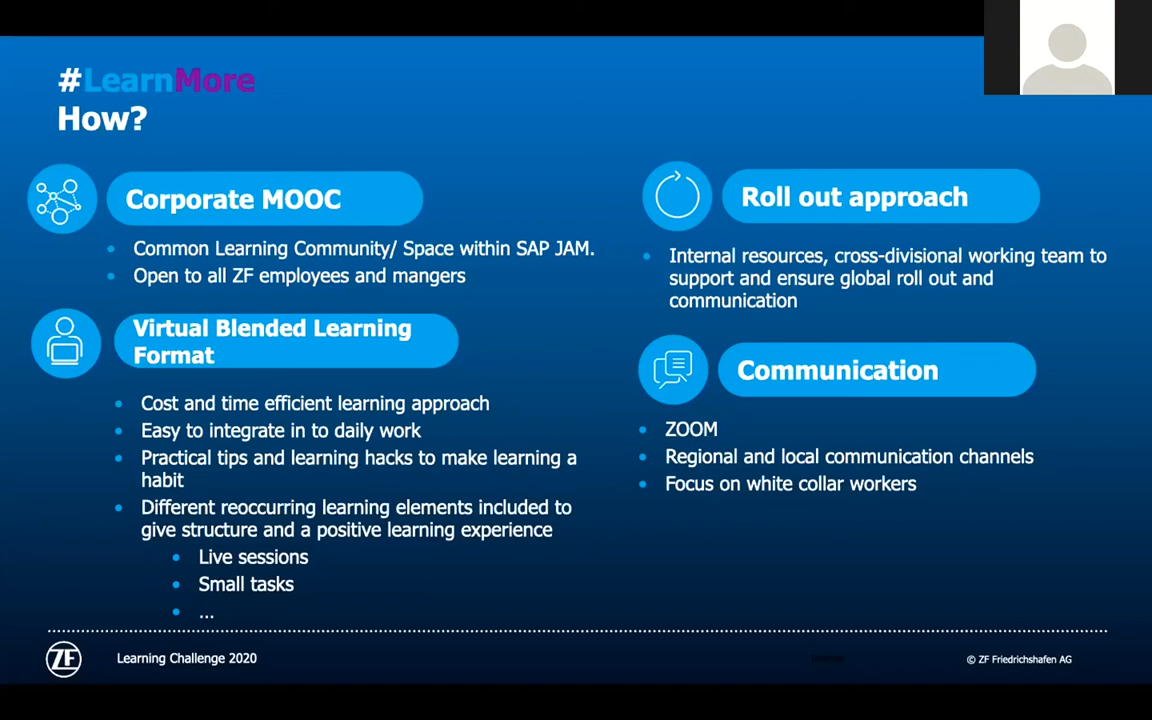 #LearnMore
How?
Corporate MOOC
Common Learning Community/ Space within SAP JAM.
Open to all ZF employees and mangers
Virtual Blended Learning
Format
Cost and time efficient learning approach
Easy to integrate in to daily work
Practical tips and learning hacks to make learning a
habit
Different reoccurring learning elements included to
give structure and a positive learning experience
Live sessions
Small tasks
...
Roll out approach
Internal resources, cross-divisional working team to
support and ensure global roll out and
communication
Communication
ZOOM
Regional and local communication channels
Focus on white collar workers
ZF
Learning Challenge 2020
© ZF Friedrichshafen AG